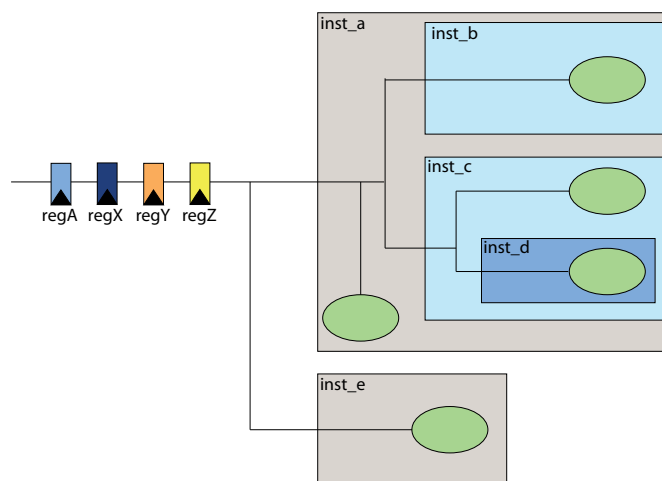 inst_a
inst_b
inst_c
regA regX regY regZ
inst_d
inst_e